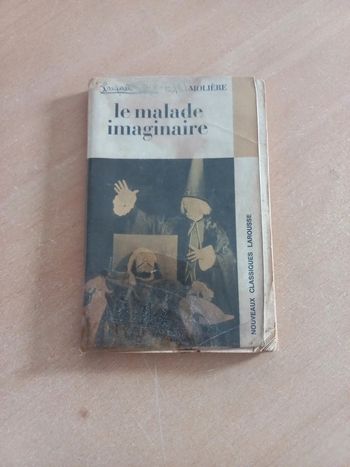 MOLIÈRE
le malade
imaginaire
NOUVEAUX CLASSIQUES LAROUSSE